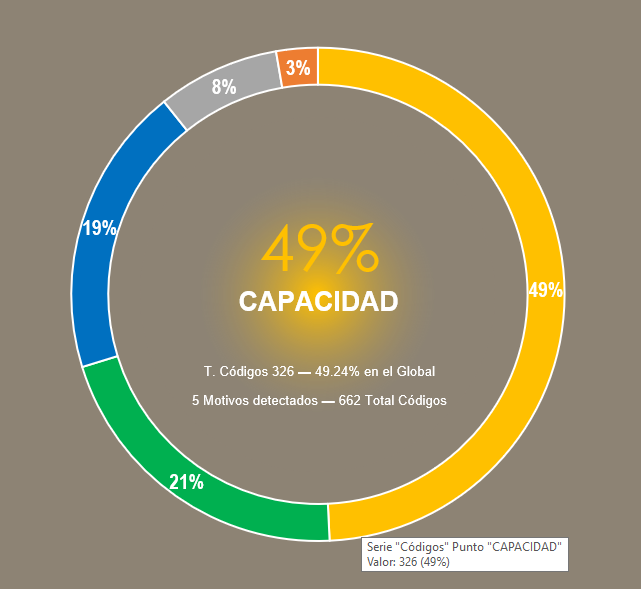 3%
8%
19%
49%
CAPACIDAD
49%
T. Códigos 326 — 49.24% en el Global
5 Motivos detectados — 662 Total Códigos
21%
Serie "Códigos" Punto "CAPACIDAD"
Valor: 326 (49%)